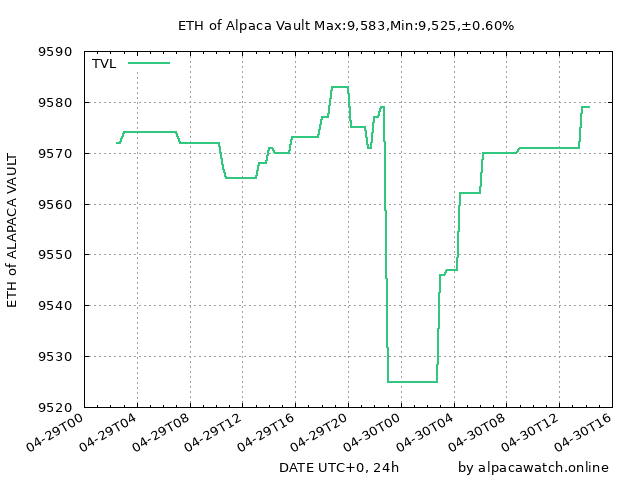 ETH of Alpaca Vault Max:9,583,Min:9,525,±0.60%
TVL
9590
9580
9570
9560
9550
9540
9530
9520
ETH of ALAPACA VAULT
04-29T00
04-29T04
04-29T08
04-29T12
04-29T16
04-29T20
04-30T00
04-30T04
04-30T08
04-30T12
04-30T16
DATE UTC+0, 24h
by alpacawatch.online